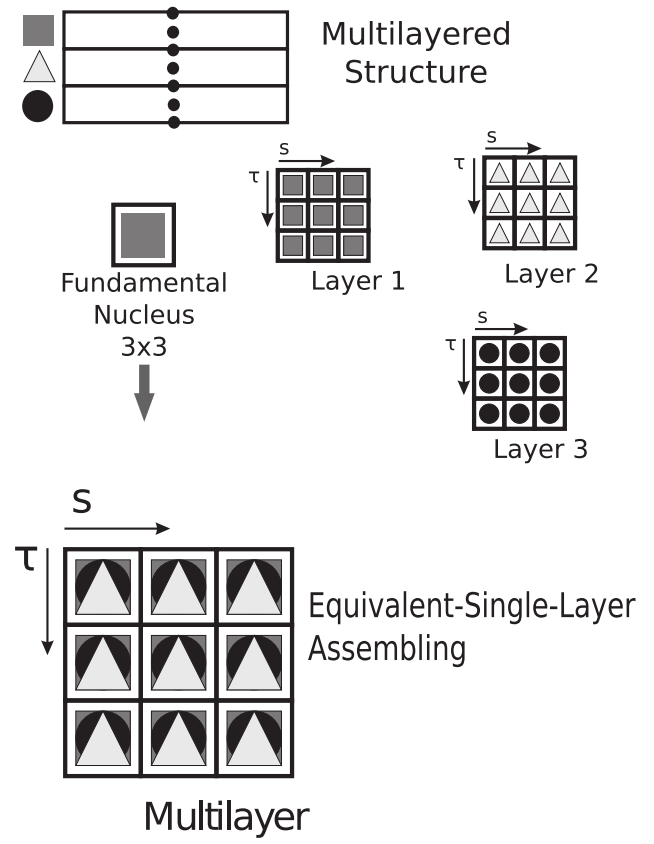 Multilayered
Structure
s
τ
Layer 1
s
τ
Layer 2
Fundamental
Nucleus
3x3
s
τ
Layer 3
s
τ
Equivalent-Single-Layer
Assembling
Multilayer